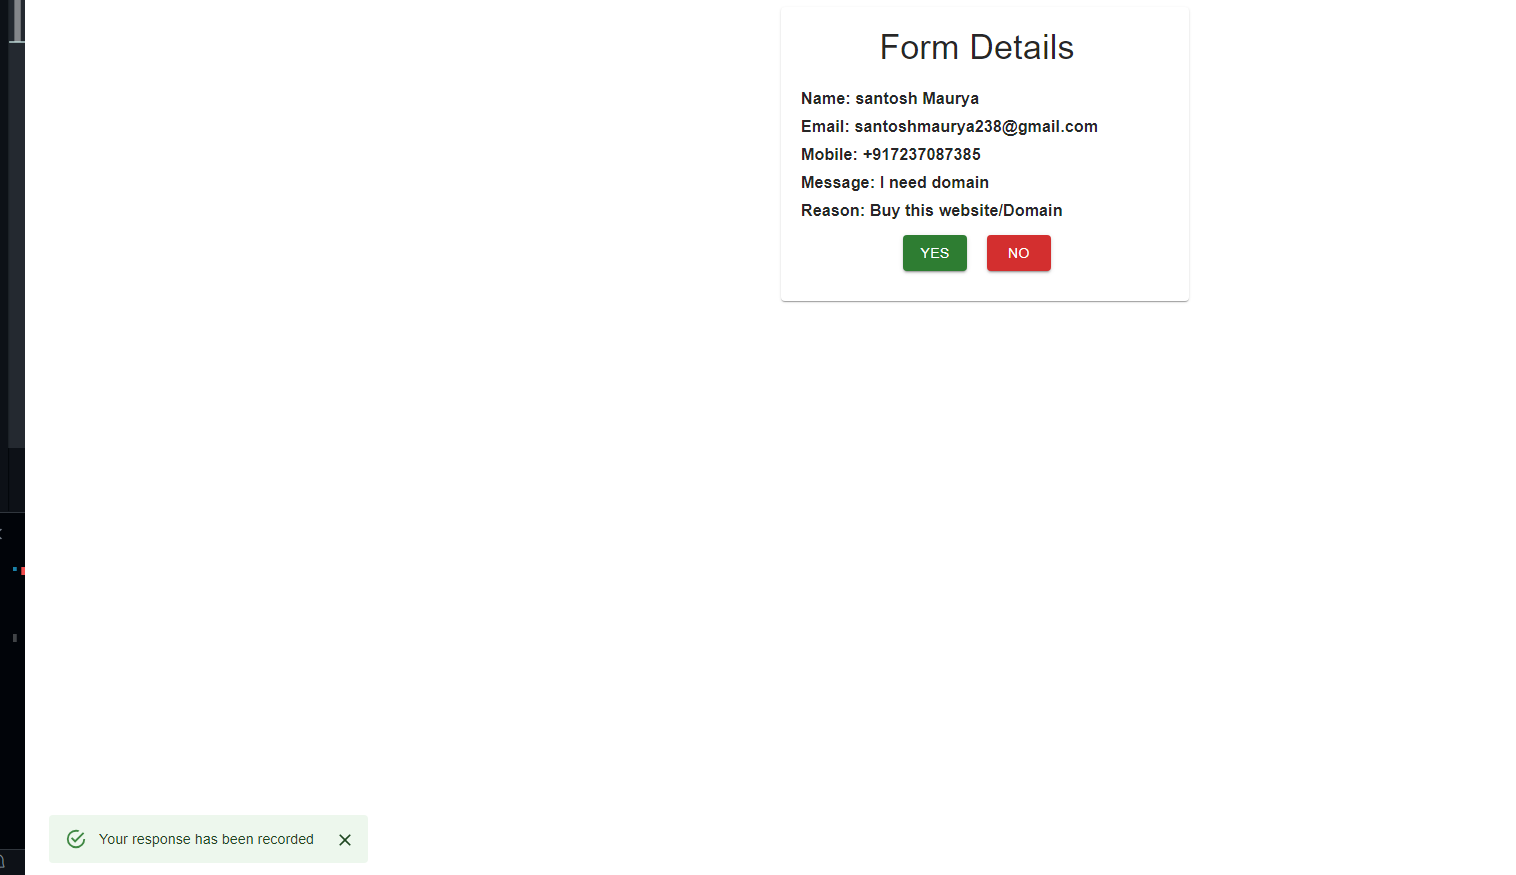 Form Details
Name: santosh Maurya
Email: santoshmaurya238@gmail.com
Mobile: +917237087385
Message: I need domain
Reason: Buy this website/Domain
YES NO
Your response has been recorded